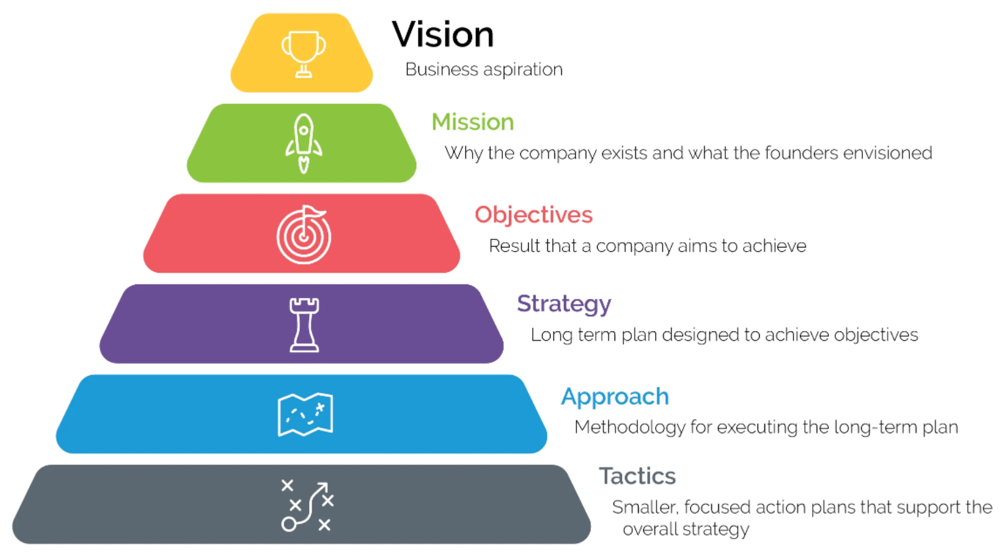 Vision
Business aspiration
Mission
Why the company exists and what the founders envisioned
Objectives
Result that a company aims to achieve
Strategy
Long term plan designed to achieve objectives
Approach
Methodology for executing the long-term plan
Tactics
Smaller, focused action plans that support the
overall strategy